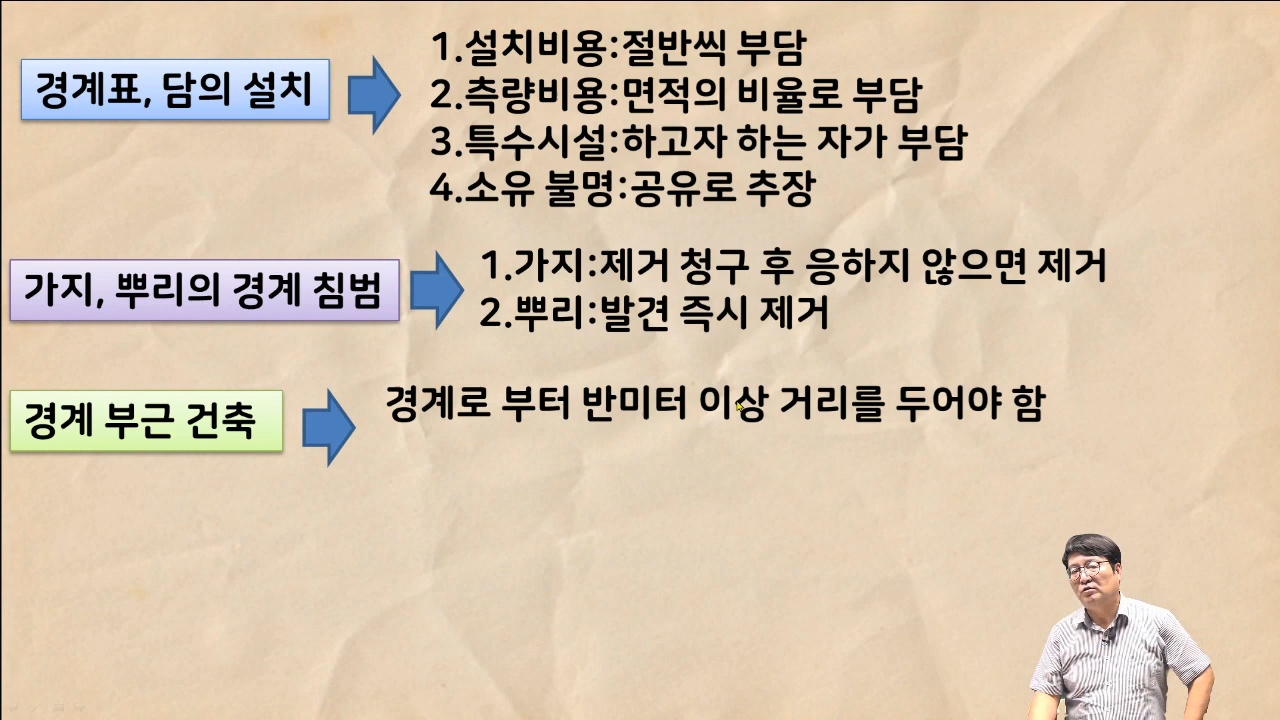 경계표, 담의 설치
1.설치비용:절반씩 부담
2.측량비용:면적의 비율로 부담
3.특수시설:하고자 하는 자가 부담
4.소유 불명:공유로 추장
가지, 뿌리의 경계 침범
1.가지:제거 청구 후 응하지 않으면 제거
2.뿌리:발견 즉시 제거
경계 부근 건축
경계로 부터 반미터 이상 거리를 두어야 함